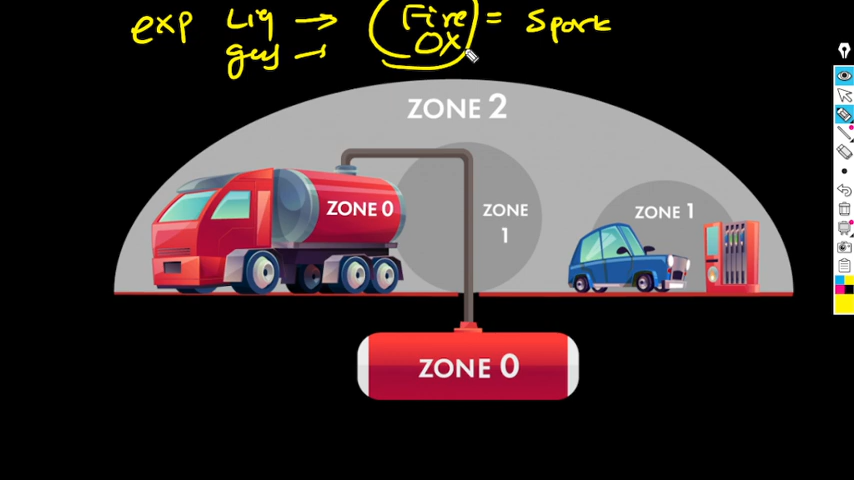 exp Liq → Fire = Spark
gas → OX
ZONE 2
ZONE 0
ZONE
1
ZONE 1
ZONE 0